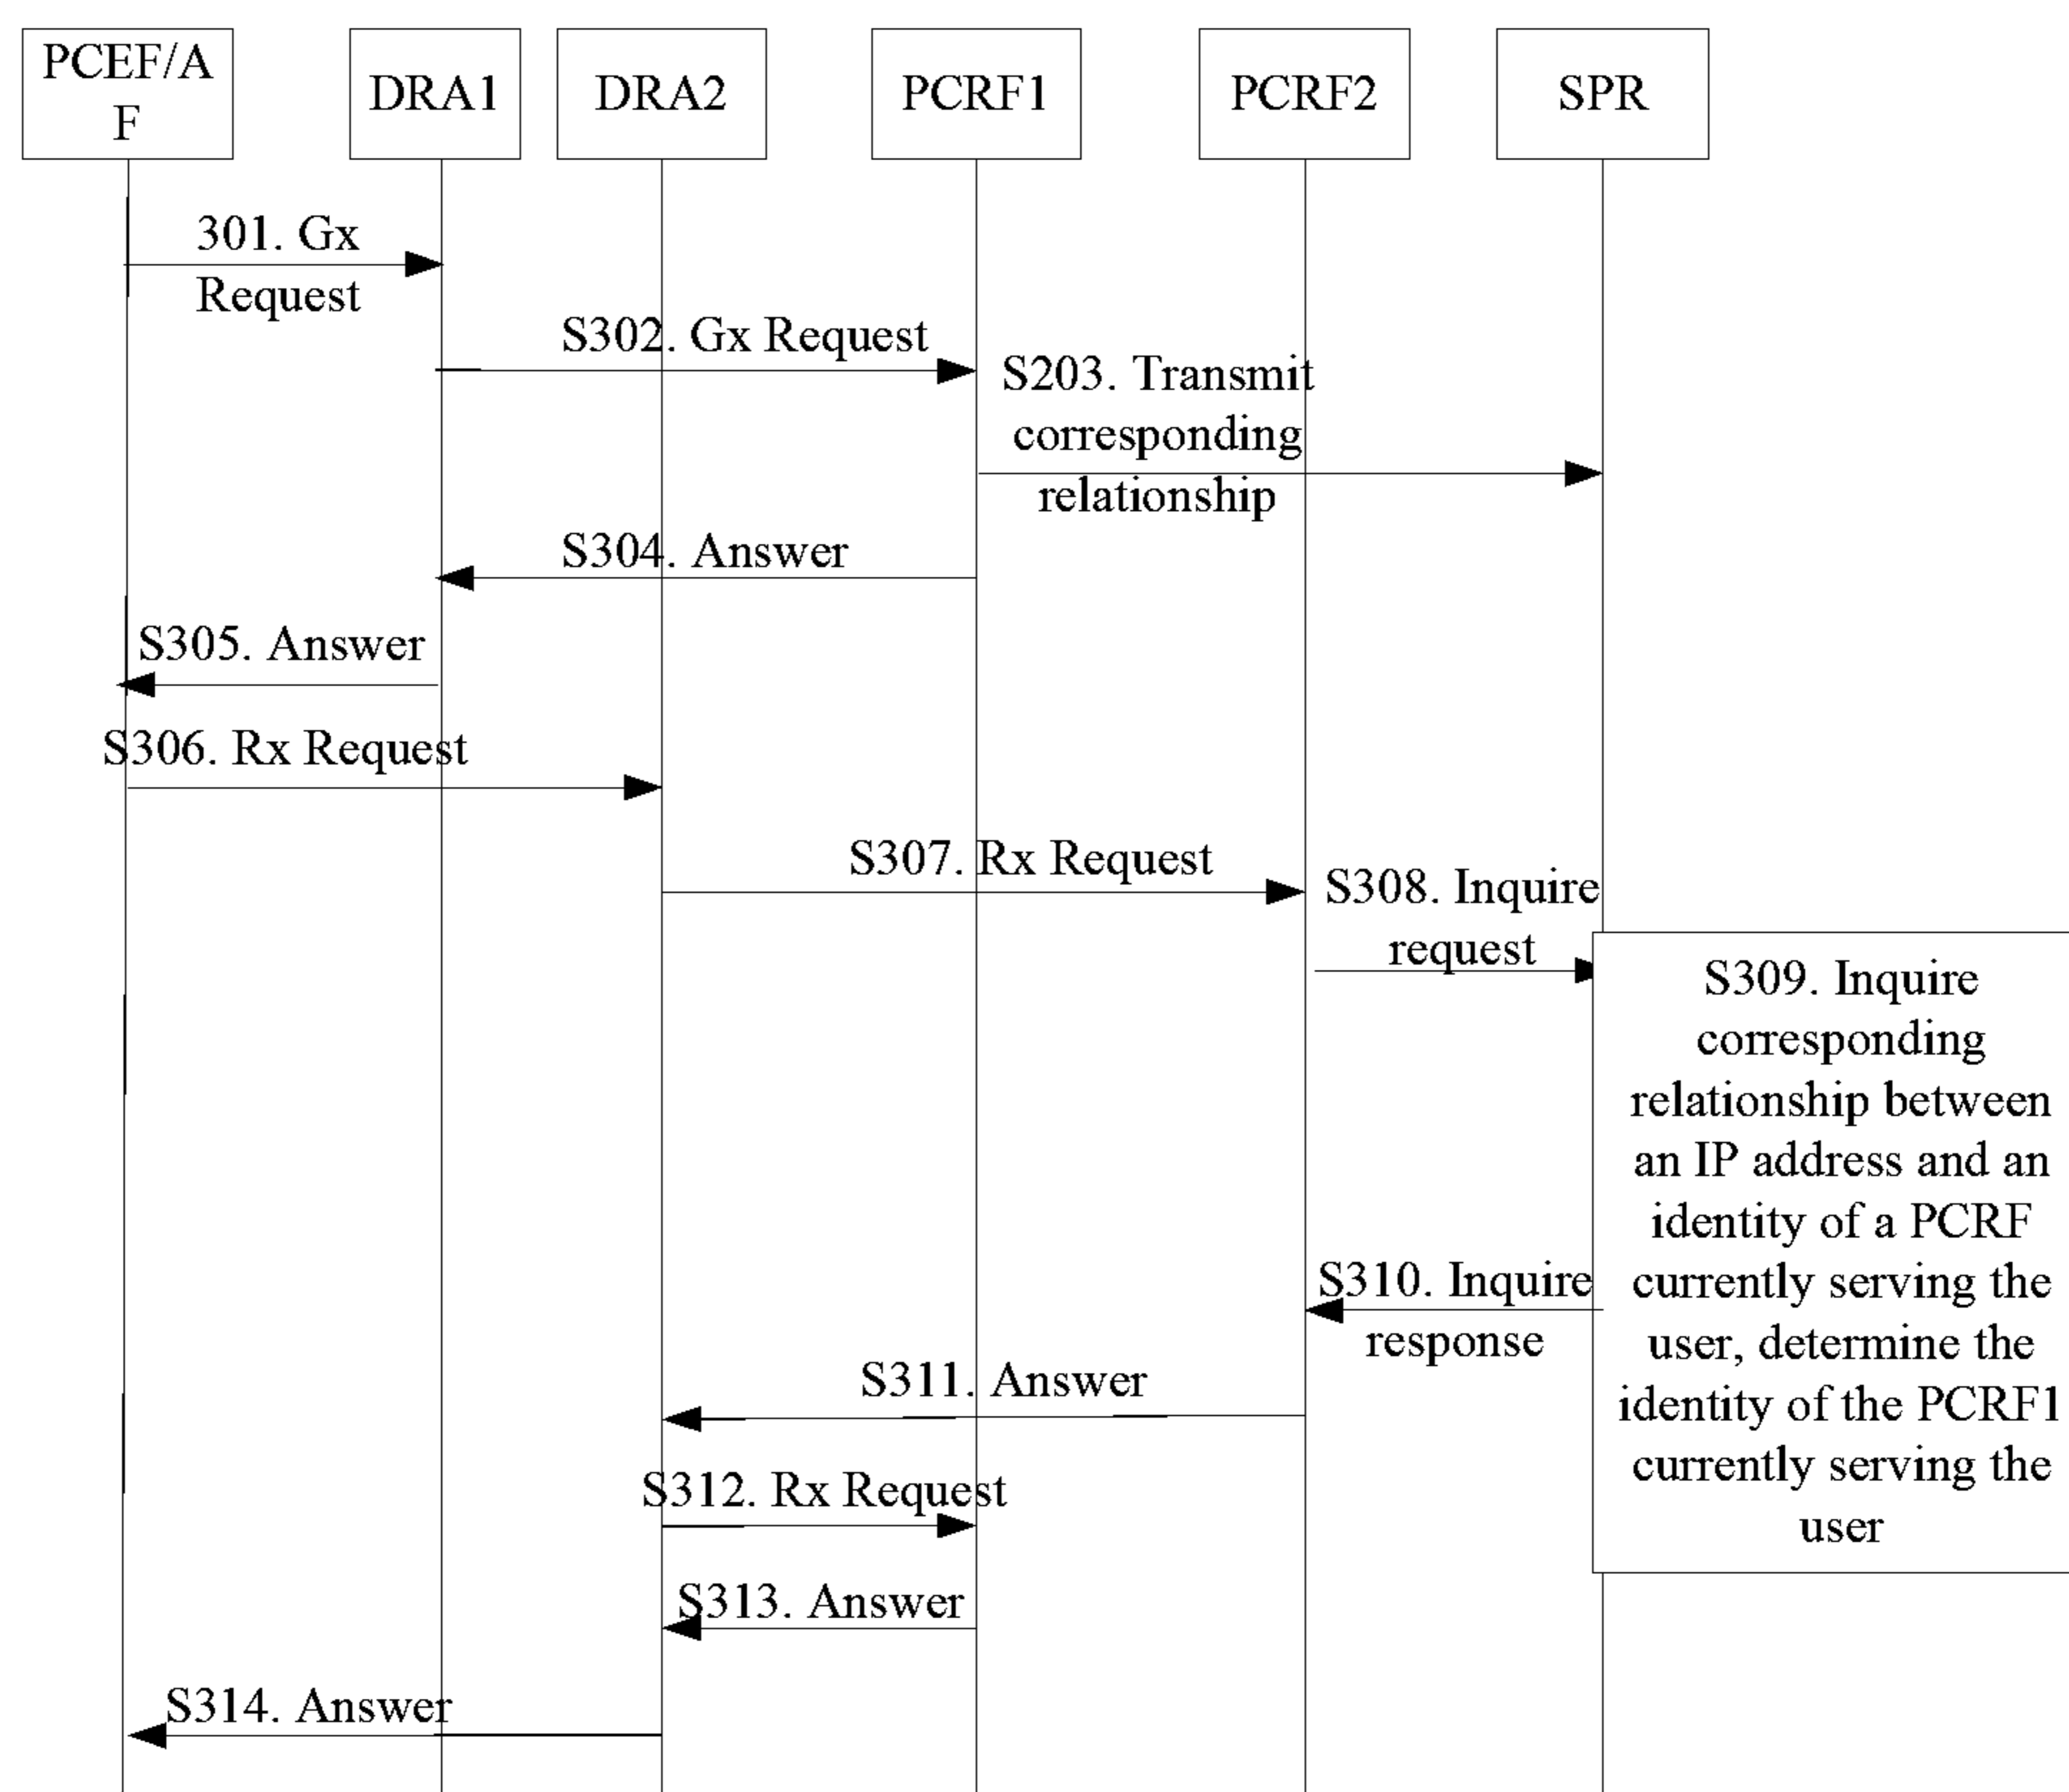 PCEF/A
F
DRA1
DRA2
PCRF1
PCRF2
SPR
301. Gx
Request
S302. Gx Request
S203. Transmit
corresponding
relationship
S304. Answer
S305. Answer
S306. Rx Request
S307. Rx Request
S308. Inquire
request
S309. Inquire
corresponding
relationship between
an IP address and an
identity of a PCRF
currently serving the
user, determine the
identity of the PCRF1
currently serving the
user
S310. Inquire
response
S311. Answer
S312. Rx Request
S313. Answer
S314. Answer